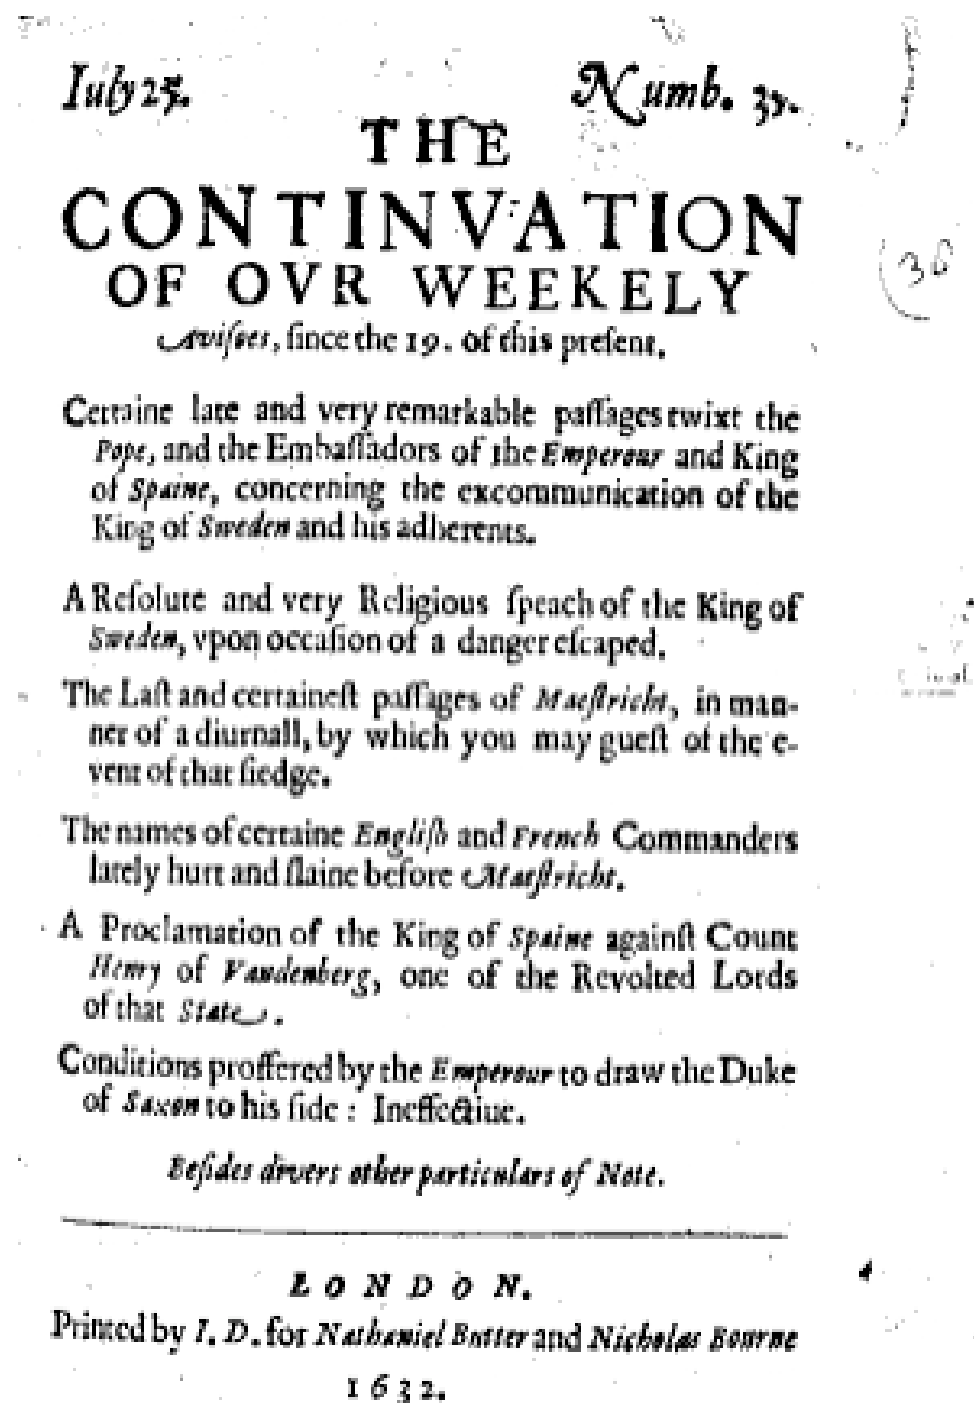 Iuly 25. Numb. 37.
THE
CONTINVATION
OF OVR WEEKELY
Avisoes, ſince the 19. of this preſent.
Certaine late and very remarkable paſſages twixt the
Pope, and the Embaſſadors of the Emperour and King
of Spaine, concerning the excommunication of the
King of Sweden and his adherents.
A Reſolute and very Religious ſpeach of the King of
Sweden, vpon occaſion of a danger eſcaped.
The Laſt and certaineſt paſſages of Maeſtricht, in man-
ner of a diurnall, by which you may gueſt of the e-
vent of that ſiedge.
The names of certaine Engliſh and French Commanders
lately hurt and ſlaine before Maeſtricht.
A Proclamation of the King of Spaine againſt Count
Henry of Vandenberg, one of the Revolted Lords
of that State.
Conditions proffered by the Emperour to draw the Duke
of Saxon to his ſide: Ineffectiue.
Beſides divers other particulars of Note.
LONDON.
Printed by I. D. for Nathaniel Butter and Nicholas Bourne
1632.
36